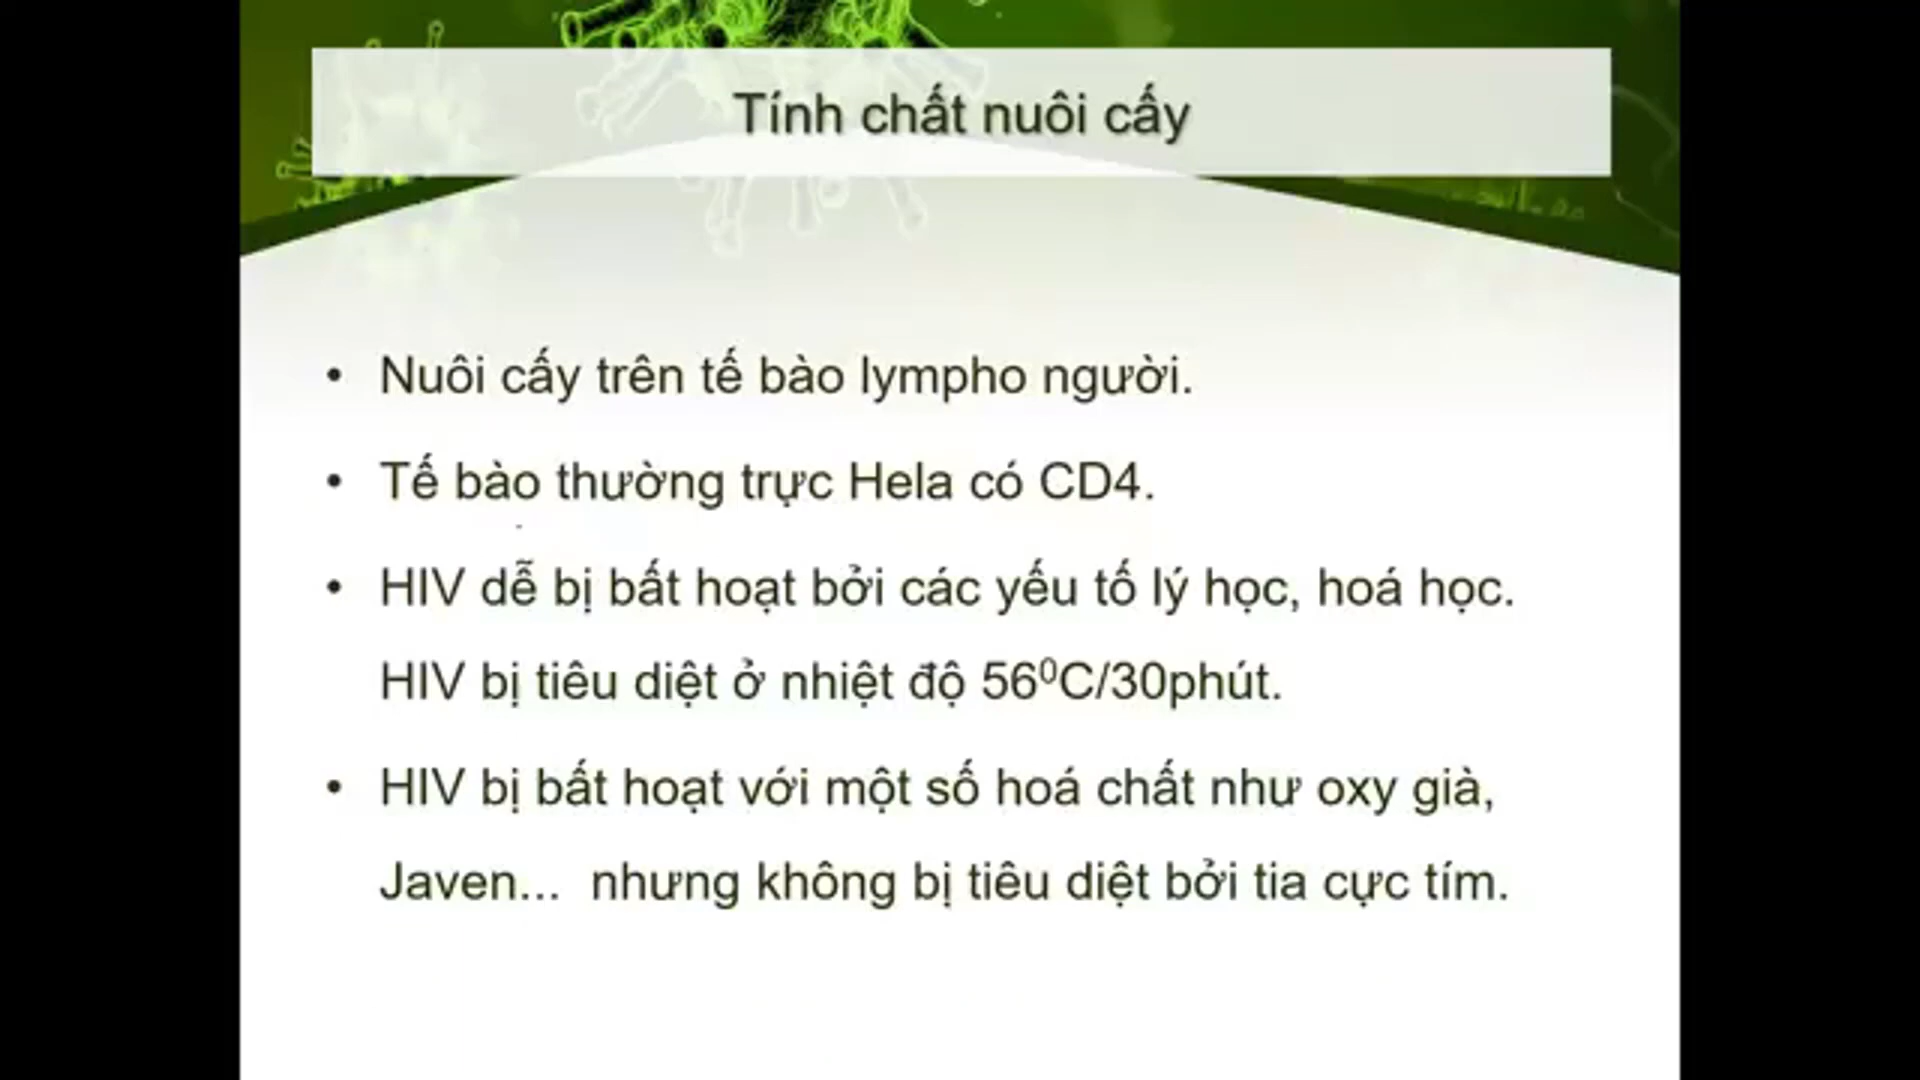 Tính chất nuôi cấy
• Nuôi cấy trên tế bào lympho người.
• Tế bào thường trực Hela có CD4.
• HIV dễ bị bất hoạt bởi các yếu tố lý học, hoá học.
HIV bị tiêu diệt ở nhiệt độ 56⁰C/30phút.
• HIV bị bất hoạt với một số hoá chất như oxy già,
Javen... nhưng không bị tiêu diệt bởi tia cực tím.